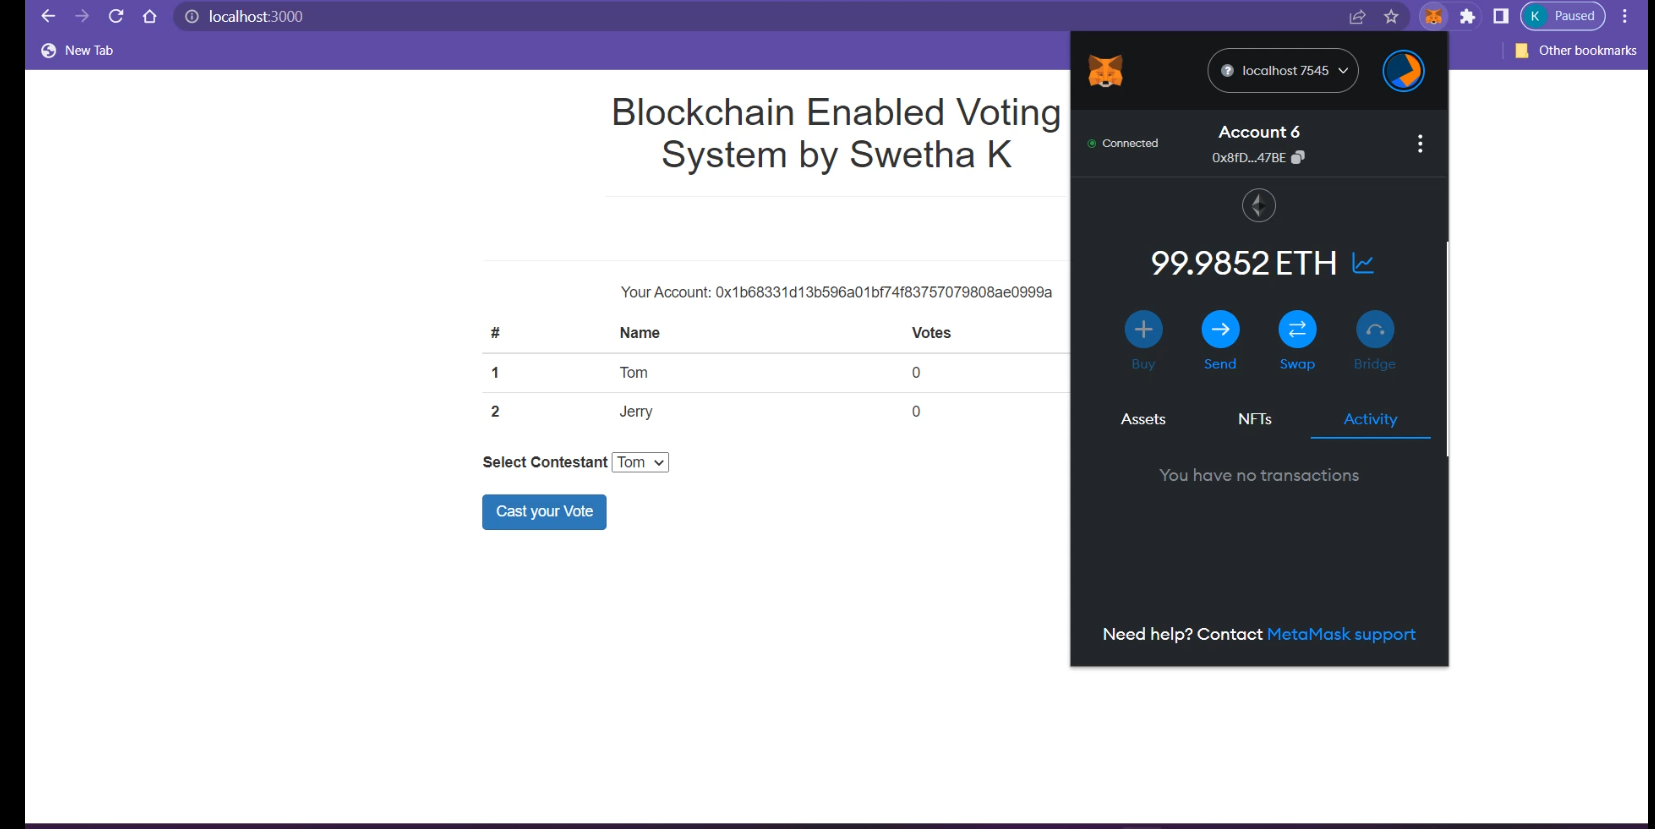 localhost:3000
K Paused
New Tab
Other bookmarks
Blockchain Enabled Voting
System by Swetha K
Your Account: 0x1b68331d13b596a01bf74f83757079808ae0999a
# Name Votes
1 Tom 0
2 Jerry 0
Select Contestant Tom
Cast your Vote
? localhost 7545
Connected
Account 6
0x8fD...47BE
99.9852 ETH
Buy Send Swap Bridge
Assets NFTs Activity
You have no transactions
Need help? Contact MetaMask support